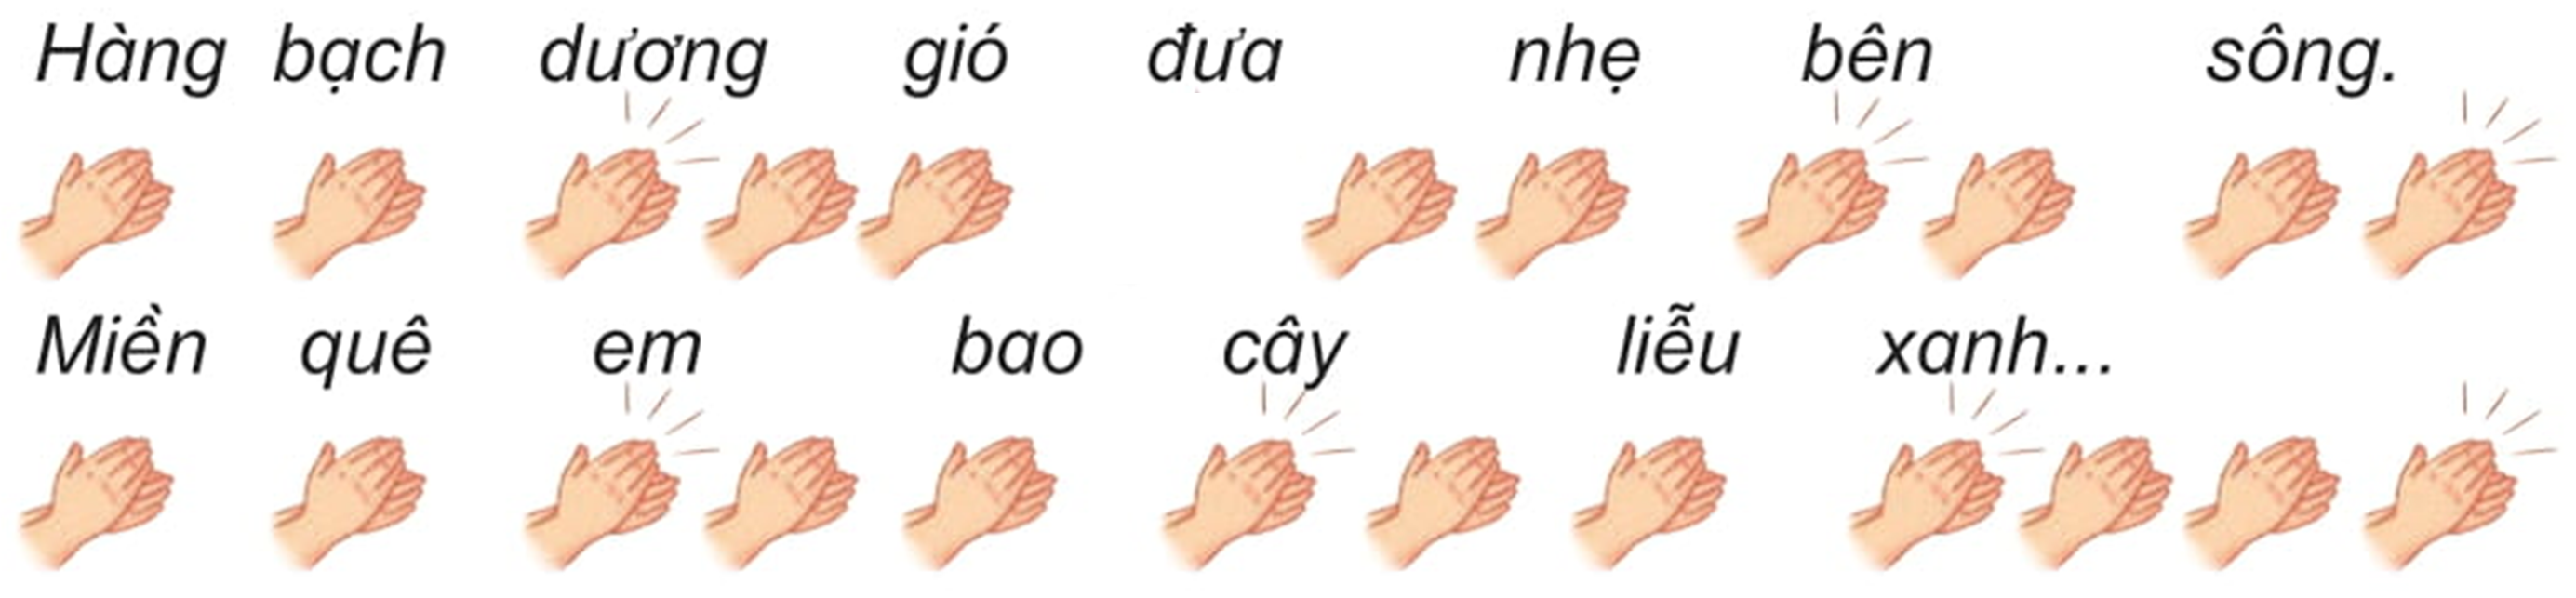 Hàng bạch dương gió đưa nhẹ bên sông.
Miền quê em bao cây liễu xanh...